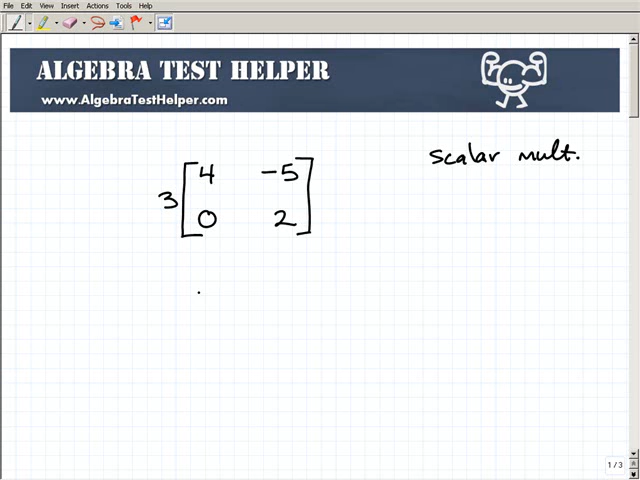 File Edit View Insert Actions Tools Help
ALGEBRA TEST HELPER
www.AlgebraTestHelper.com
scalar mult.
3 [4 -5
0 2]
1 / 3